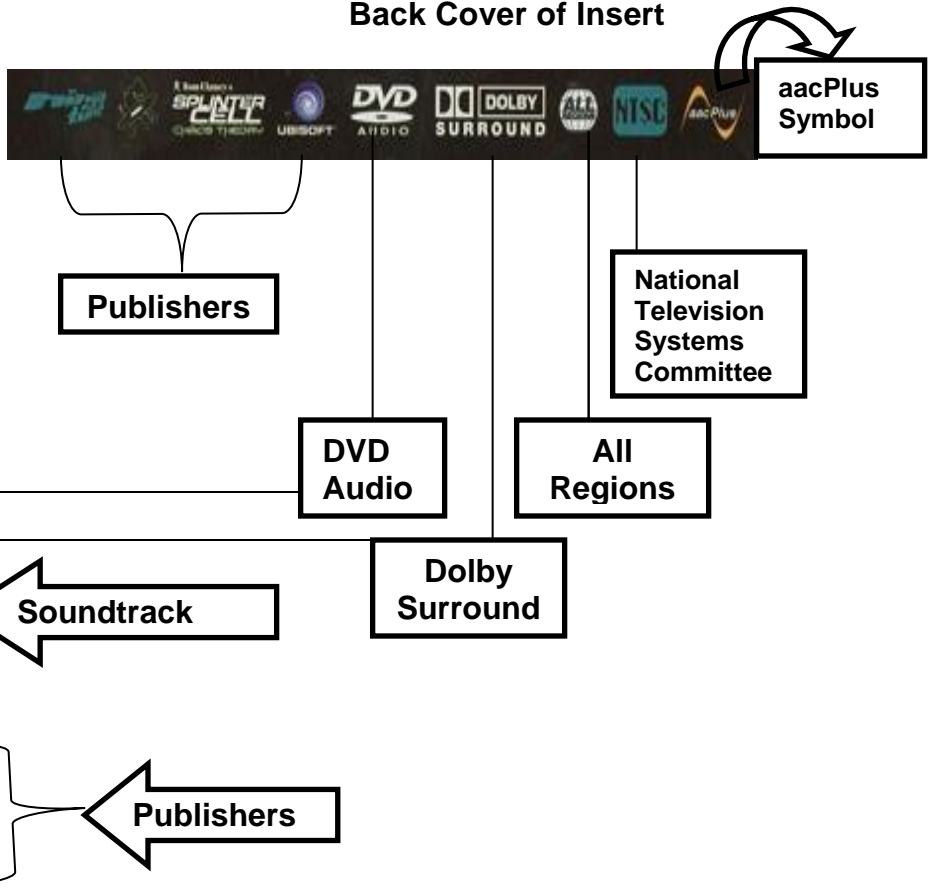 Back Cover of Insert
SPLINTER
CELL
CHAOS THEORY
UBISOFT
DVD
AUDIO
DOLBY
SURROUND
ALL
NTSC
aacPlus
aacPlus
Symbol
Publishers
National
Television
Systems
Committee
DVD
Audio
All
Regions
Dolby
Surround
Soundtrack
Publishers